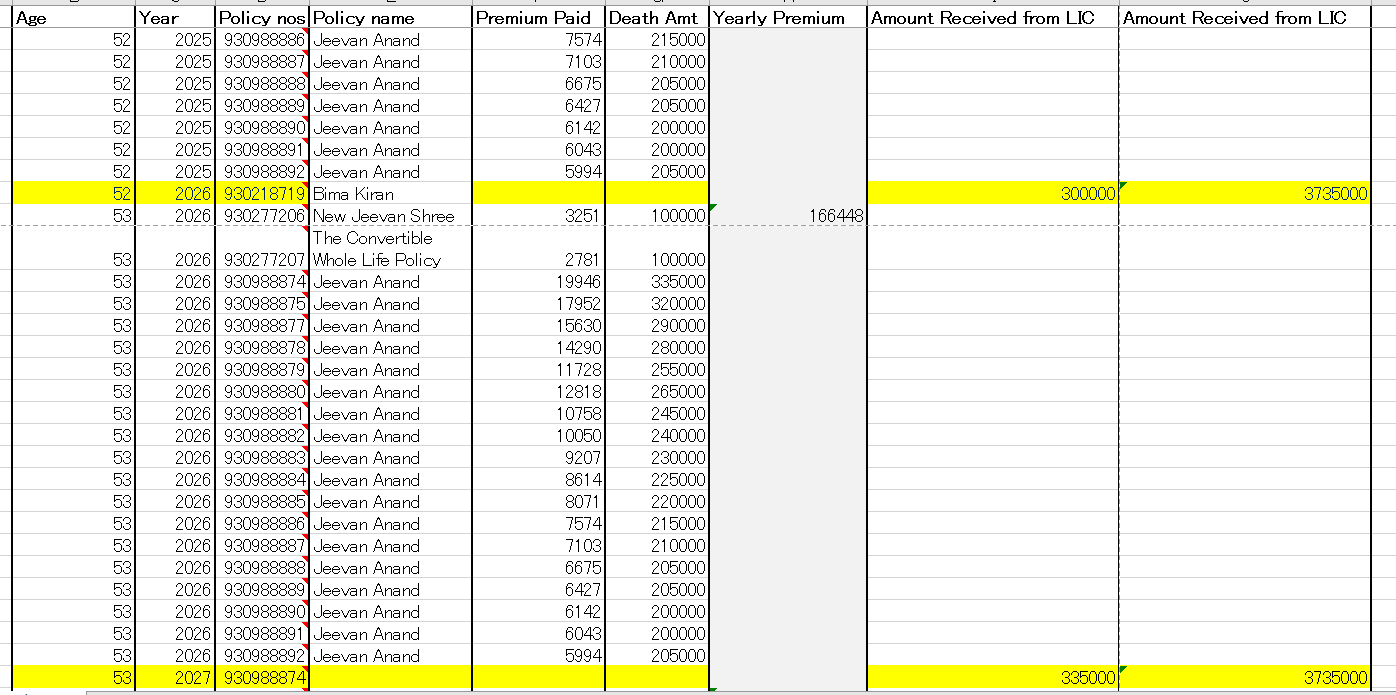 Age Year Policy nos Policy name Premium Paid Death Amt Yearly Premium Amount Received from LIC Amount Received from LIC
52 2025 930988886 Jeevan Anand 7574 215000
52 2025 930988887 Jeevan Anand 7103 210000
52 2025 930988888 Jeevan Anand 6675 205000
52 2025 930988889 Jeevan Anand 6427 205000
52 2025 930988890 Jeevan Anand 6142 200000
52 2025 930988891 Jeevan Anand 6043 200000
52 2025 930988892 Jeevan Anand 5994 205000
52 2026 930218719 Bima Kiran 300000 3735000
53 2026 930277206 New Jeevan Shree 3251 100000 166448
The Convertible
53 2026 930277207 Whole Life Policy 2781 100000
53 2026 930988874 Jeevan Anand 19946 335000
53 2026 930988875 Jeevan Anand 17952 320000
53 2026 930988877 Jeevan Anand 15630 290000
53 2026 930988878 Jeevan Anand 14290 280000
53 2026 930988879 Jeevan Anand 11728 255000
53 2026 930988880 Jeevan Anand 12818 265000
53 2026 930988881 Jeevan Anand 10758 245000
53 2026 930988882 Jeevan Anand 10050 240000
53 2026 930988883 Jeevan Anand 9207 230000
53 2026 930988884 Jeevan Anand 8614 225000
53 2026 930988885 Jeevan Anand 8071 220000
53 2026 930988886 Jeevan Anand 7574 215000
53 2026 930988887 Jeevan Anand 7103 210000
53 2026 930988888 Jeevan Anand 6675 205000
53 2026 930988889 Jeevan Anand 6427 205000
53 2026 930988890 Jeevan Anand 6142 200000
53 2026 930988891 Jeevan Anand 6043 200000
53 2026 930988892 Jeevan Anand 5994 205000
53 2027 930988874 335000 3735000